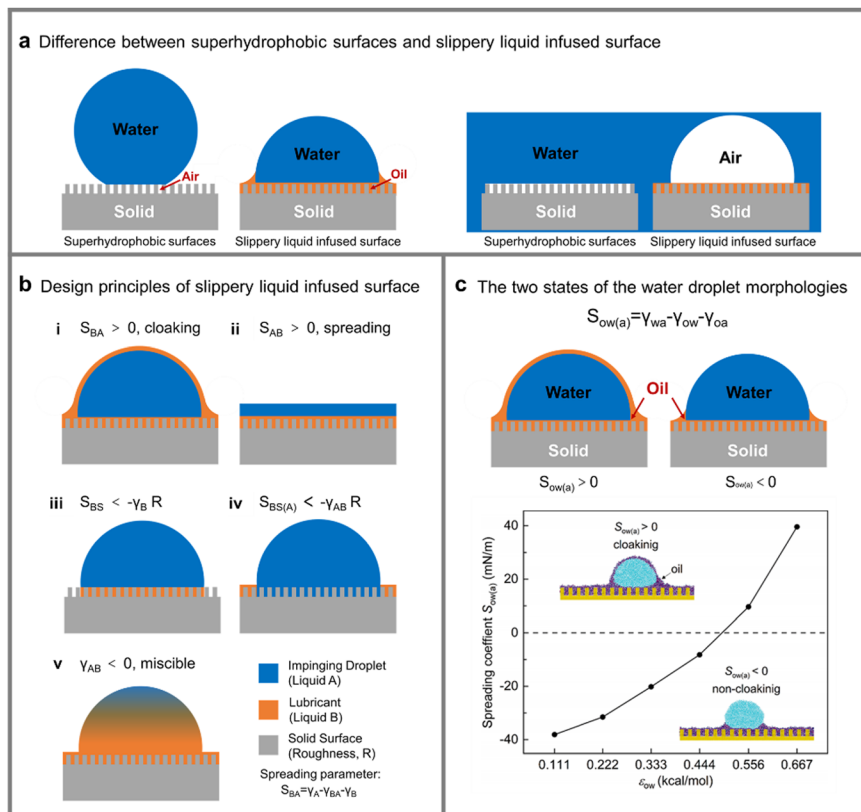 a Difference between superhydrophobic surfaces and slippery liquid infused surface
Water
Air
Solid
Superhydrophobic surfaces
Water
Oil
Solid
Slippery liquid infused surface
Water
Solid
Superhydrophobic surfaces
Air
Solid
Slippery liquid infused surface
b Design principles of slippery liquid infused surface
i S_BA > 0, cloaking
ii S_AB > 0, spreading
iii S_BS < -γ_B R
iv S_BS(A) < -γ_AB R
v γ_AB < 0, miscible
Impinging Droplet
(Liquid A)
Lubricant
(Liquid B)
Solid Surface
(Roughness, R)
Spreading parameter:
S_BA=γ_A-γ_BA-γ_B
c The two states of the water droplet morphologies
S_ow(a)=γ_wa-γ_ow-γ_oa
Water
Oil
Water
Solid
Solid
S_ow(a) > 0
S_ow(a) < 0
Spreading coeffient S_ow(a) (mN/m)
40
20
0
-20
-40
S_ow(a) > 0
cloakinig
oil
S_ow(a) < 0
non-cloakinig
0.111 0.222 0.333 0.444 0.556 0.667
ε_ow (kcal/mol)